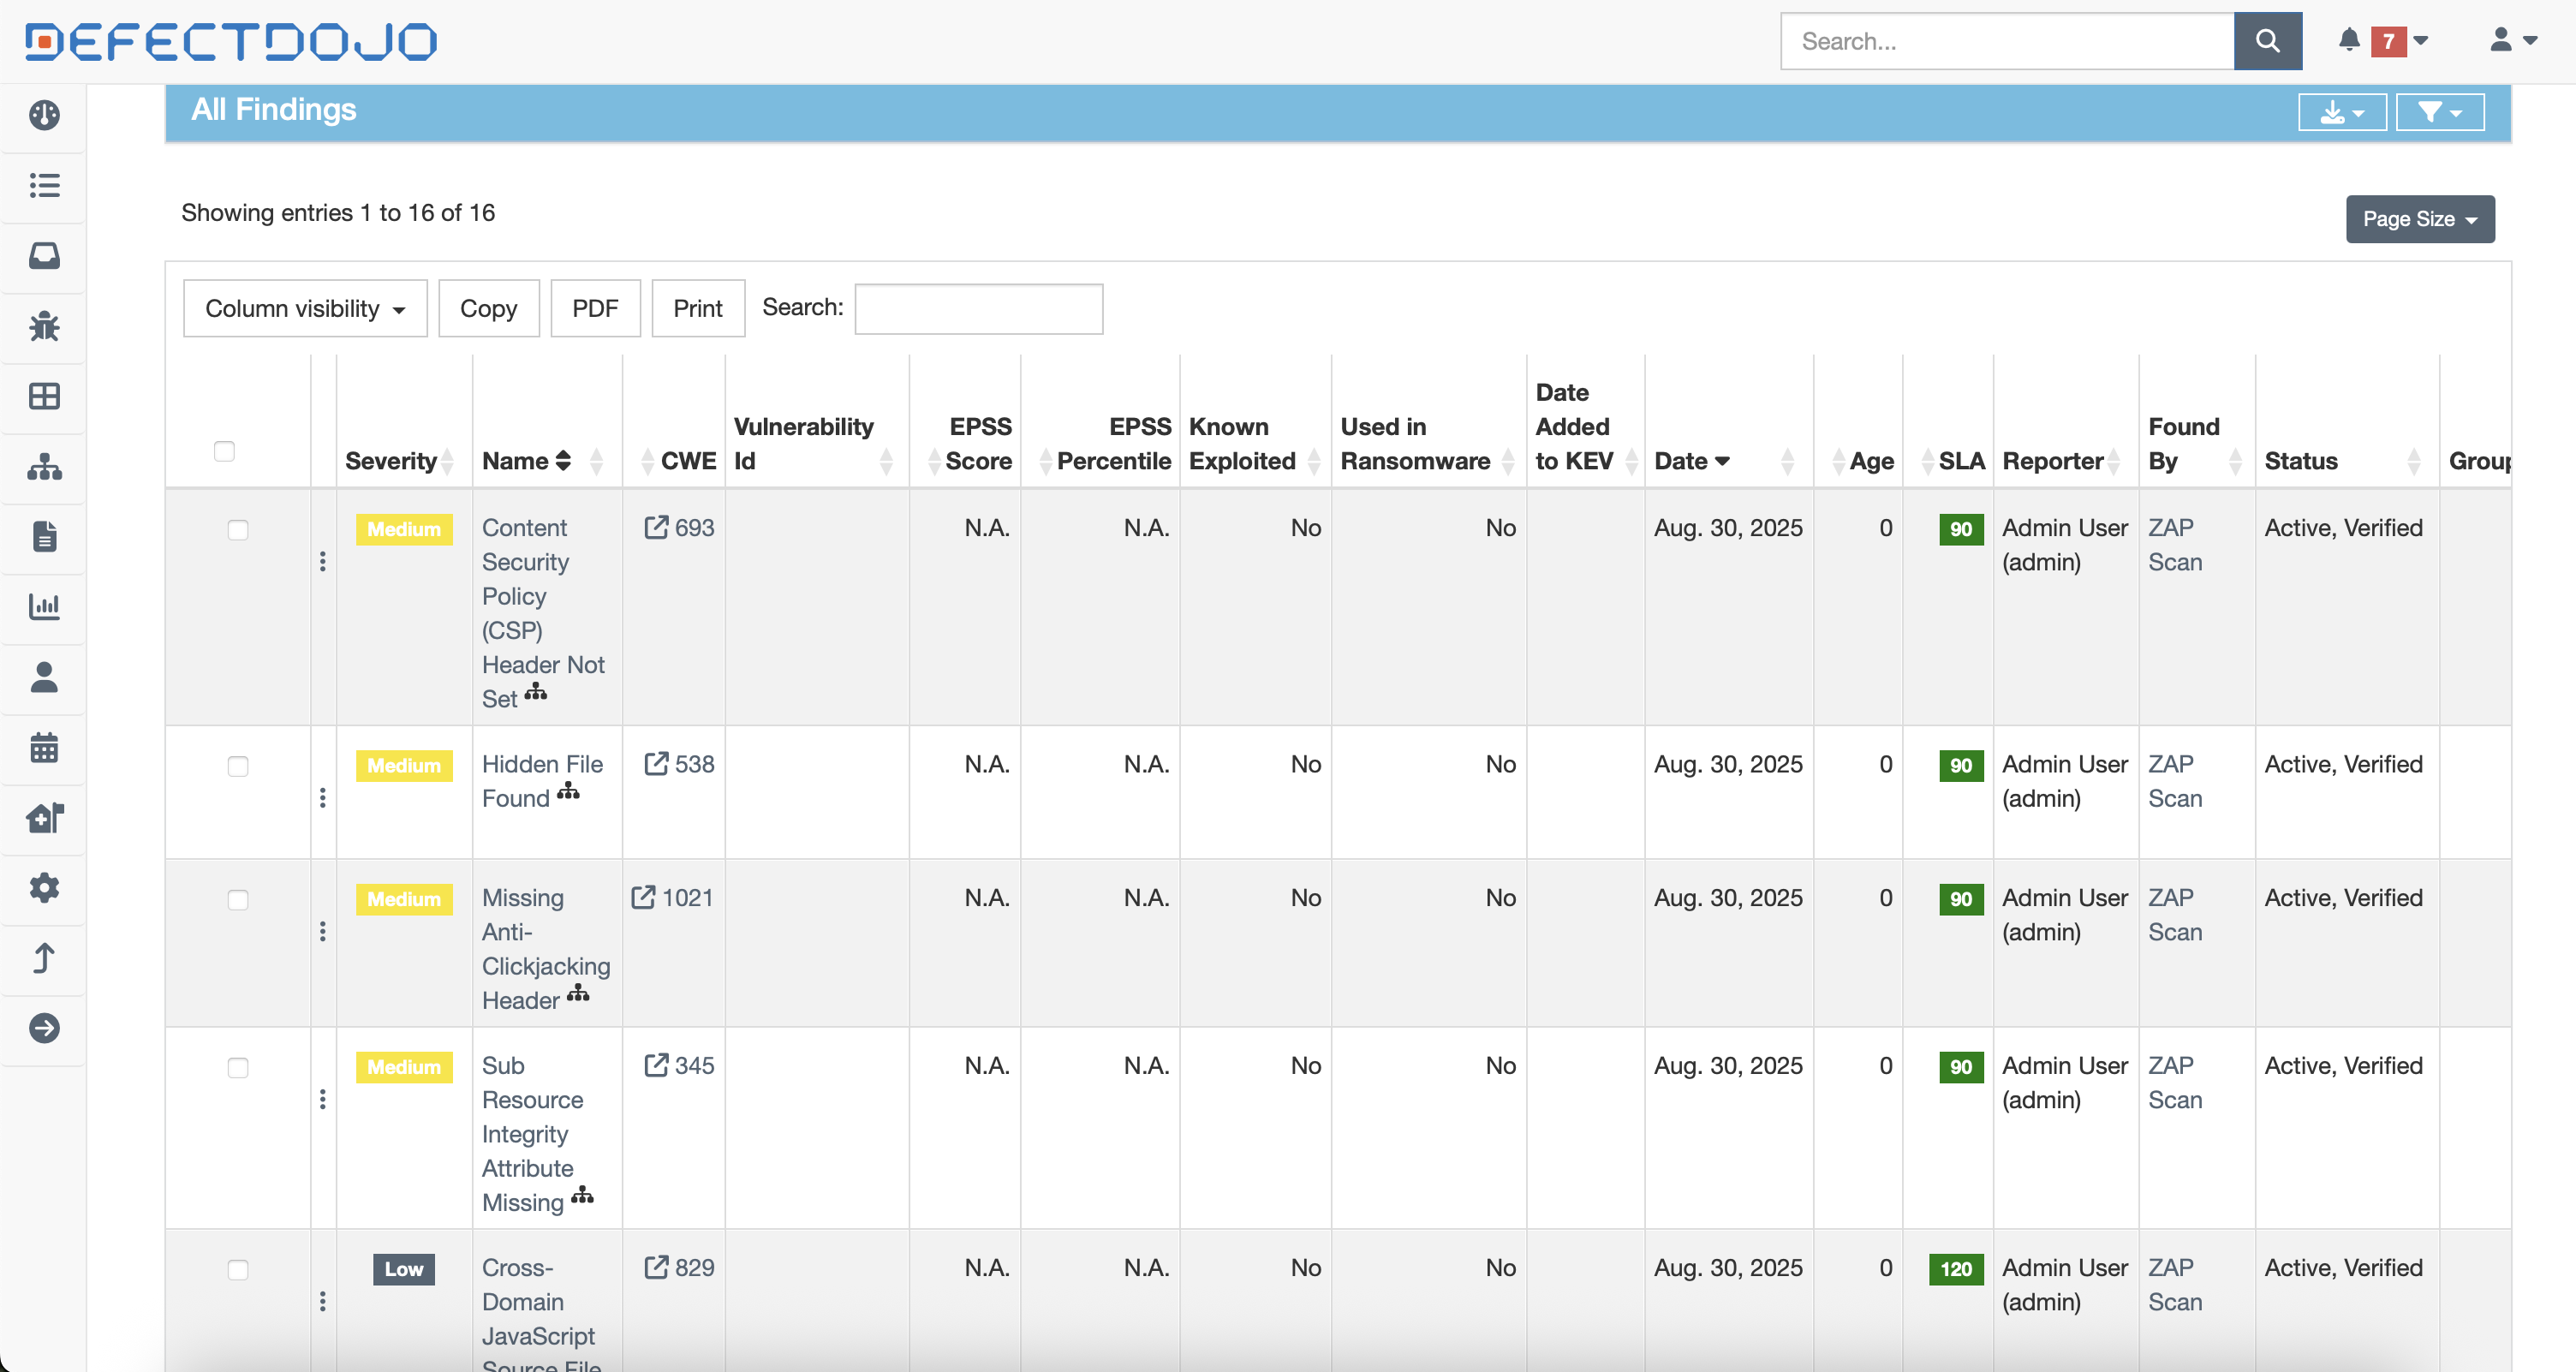 DEFECTDOJO
Search...
7
All Findings
Showing entries 1 to 16 of 16
Page Size
Column visibility
Copy
PDF
Print
Search:
Severity
Name
CWE
Vulnerability Id
EPSS Score
EPSS Percentile
Known Exploited
Used in Ransomware
Date Added to KEV
Date
Age
SLA
Reporter
Found By
Status
Group
Medium
Content Security Policy (CSP) Header Not Set
693
N.A.
N.A.
No
No
Aug. 30, 2025
0
90
Admin User (admin)
ZAP Scan
Active, Verified
Medium
Hidden File Found
538
N.A.
N.A.
No
No
Aug. 30, 2025
0
90
Admin User (admin)
ZAP Scan
Active, Verified
Medium
Missing Anti-Clickjacking Header
1021
N.A.
N.A.
No
No
Aug. 30, 2025
0
90
Admin User (admin)
ZAP Scan
Active, Verified
Medium
Sub Resource Integrity Attribute Missing
345
N.A.
N.A.
No
No
Aug. 30, 2025
0
90
Admin User (admin)
ZAP Scan
Active, Verified
Low
Cross-Domain JavaScript Source File
829
N.A.
N.A.
No
No
Aug. 30, 2025
0
120
Admin User (admin)
ZAP Scan
Active, Verified